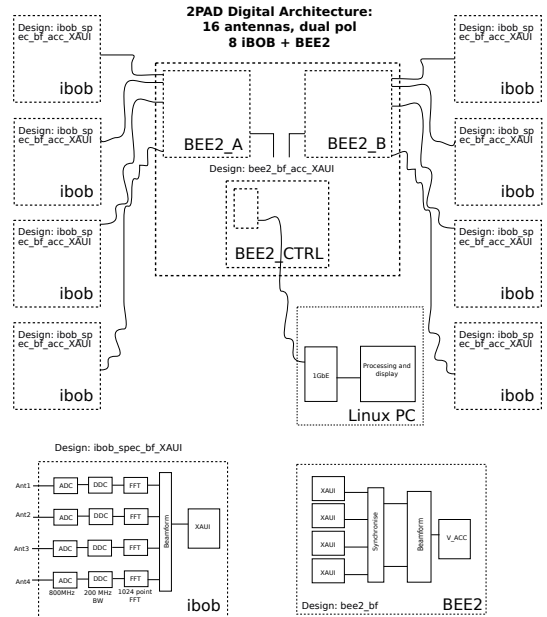 2PAD Digital Architecture:
16 antennas, dual pol
8 iBOB + BEE2
Design: ibob_sp
ec_bf_acc_XAUI
ibob
Design: ibob_sp
ec_bf_acc_XAUI
ibob
Design: ibob_sp
ec_bf_acc_XAUI
ibob
Design: ibob_sp
ec_bf_acc_XAUI
ibob
BEE2_A
BEE2_B
Design: bee2_bf_acc_XAUI
BEE2_CTRL
Design: ibob_sp
ec_bf_acc_XAUI
ibob
Design: ibob_sp
ec_bf_acc_XAUI
ibob
Design: ibob_sp
ec_bf_acc_XAUI
ibob
Design: ibob_sp
ec_bf_acc_XAUI
ibob
1GbE
Processing and
display
Linux PC
Design: ibob_spec_bf_XAUI
Ant1
ADC
DDC
FFT
Ant2
ADC
DDC
FFT
Ant3
ADC
DDC
FFT
Ant4
ADC
DDC
FFT
800MHz
200 MHz
BW
1024 point
FFT
Beamform
XAUI
ibob
XAUI
XAUI
XAUI
XAUI
Synchronise
Beamform
V_ACC
Design: bee2_bf
BEE2